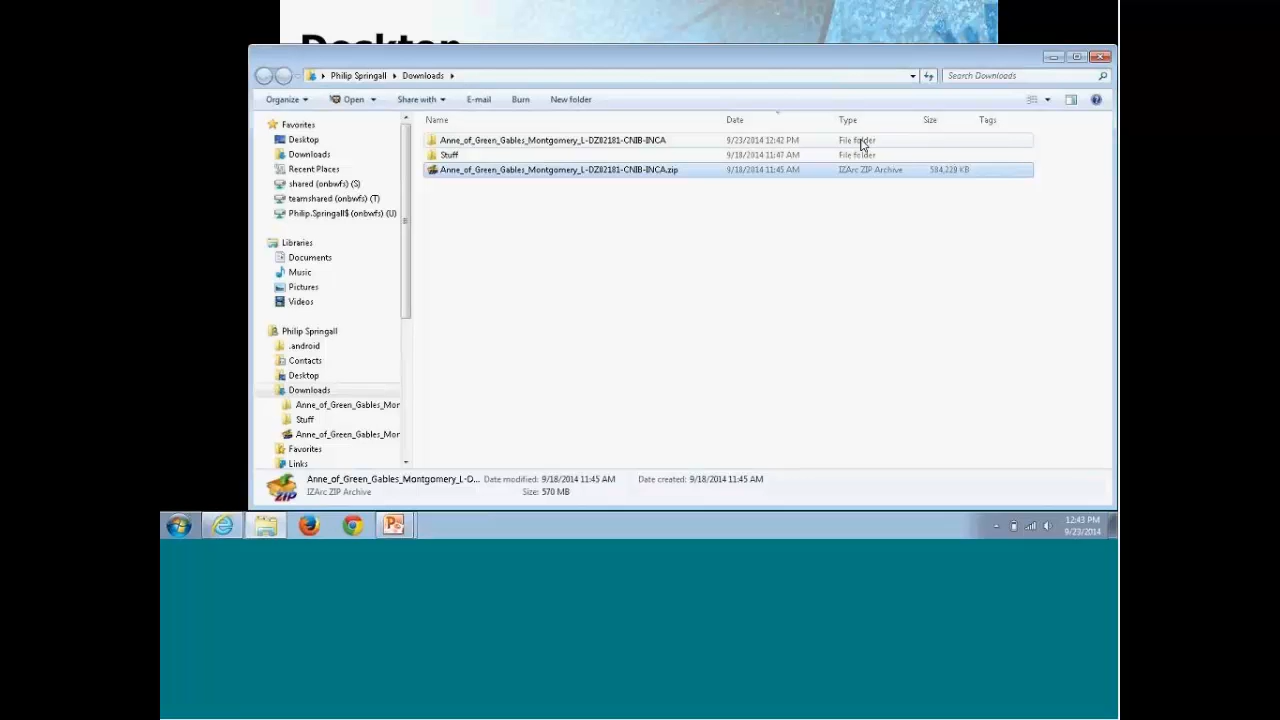 Desktop
Philip Springall Downloads
Search Downloads
Organize Open Share with E-mail Burn New folder
Name Date Type Size Tags
Anne_of_Green_Gables_Montgomery_L-DZ02181-CNIB-INCA 9/23/2014 12:42 PM File folder
Stuff 9/18/2014 11:47 AM File folder
Anne_of_Green_Gables_Montgomery_L-DZ02181-CNIB-INCA.zip 9/18/2014 11:45 AM IZArc ZIP Archive 584,229 KB
Favorites
Desktop
Downloads
Recent Places
shared (onbwfs) (S)
teamshared (onbwfs) (T)
Philip.Springall$ (onbwfs) (U)
Libraries
Documents
Music
Pictures
Videos
Philip Springall
.android
Contacts
Desktop
Downloads
Anne_of_Green_Gables_Mor
Stuff
Anne_of_Green_Gables_Mor
Favorites
Links
Anne_of_Green_Gables_Montgomery_L-D... Date modified: 9/18/2014 11:45 AM Date created: 9/18/2014 11:45 AM
IZArc ZIP Archive Size: 570 MB
ZIP
12:43 PM
9/23/2014